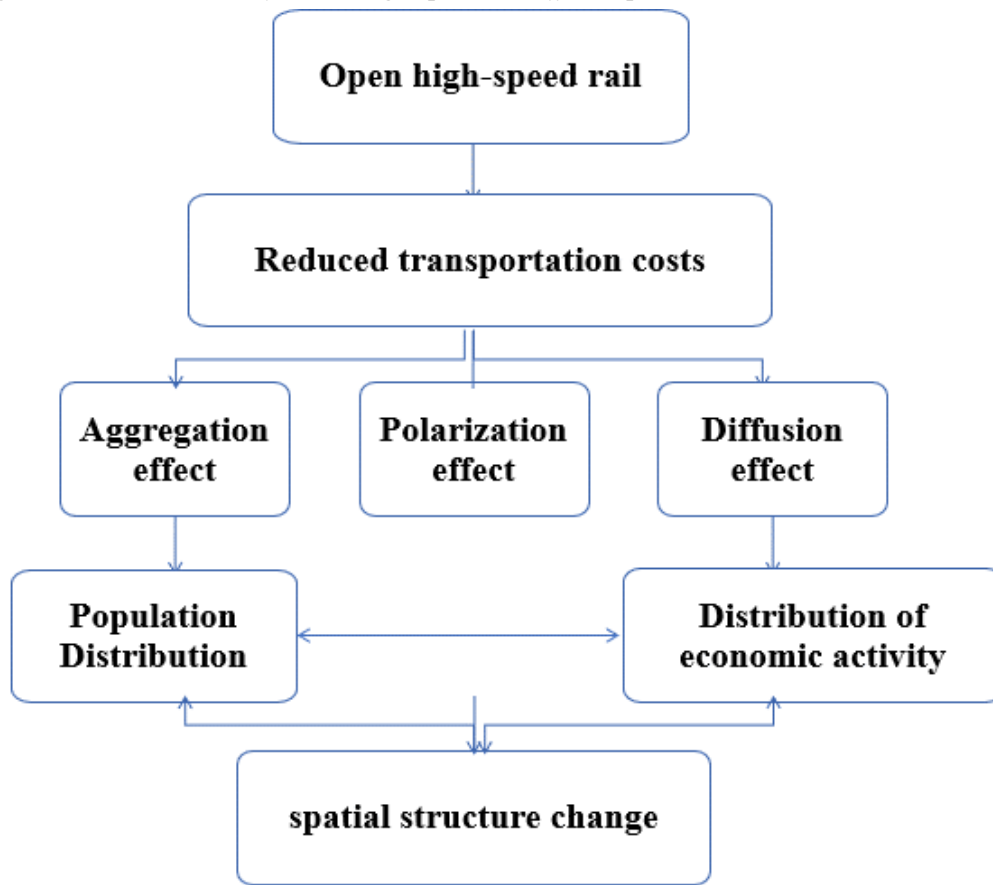 Open high-speed rail
Reduced transportation costs
Aggregation
effect
Polarization
effect
Diffusion
effect
Population
Distribution
Distribution of
economic activity
spatial structure change